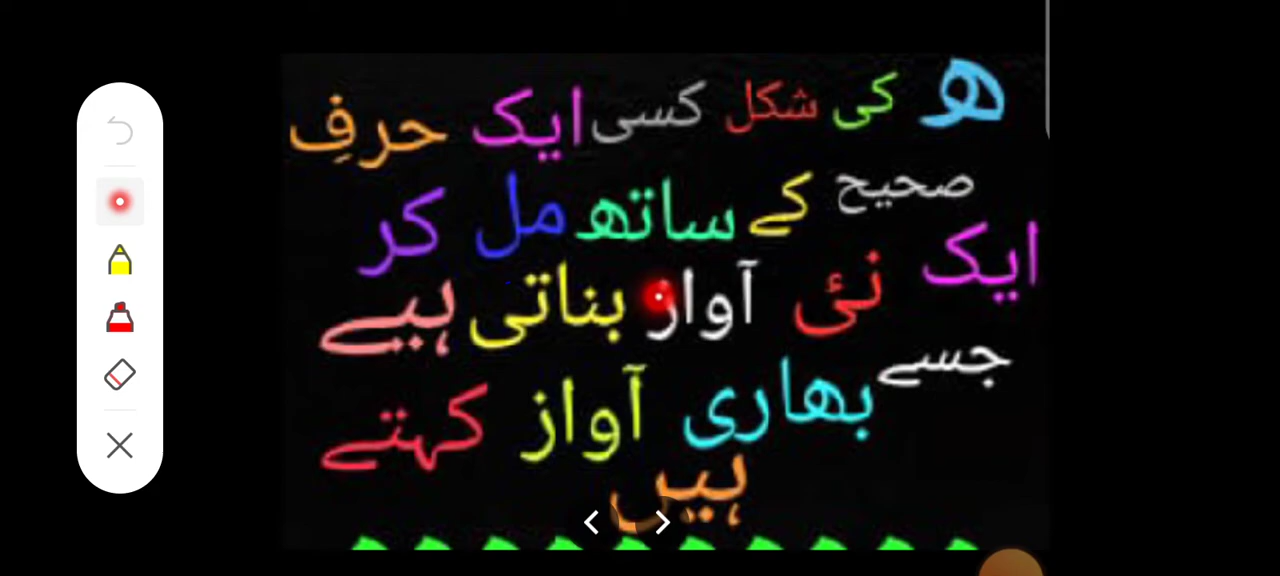 ھ کی شکل کسی ایک حرفِ
صحیح کے ساتھ مل کر
ایک نئی آواز بناتی ہیے
جسے بھاری آواز کہتے
ہیں